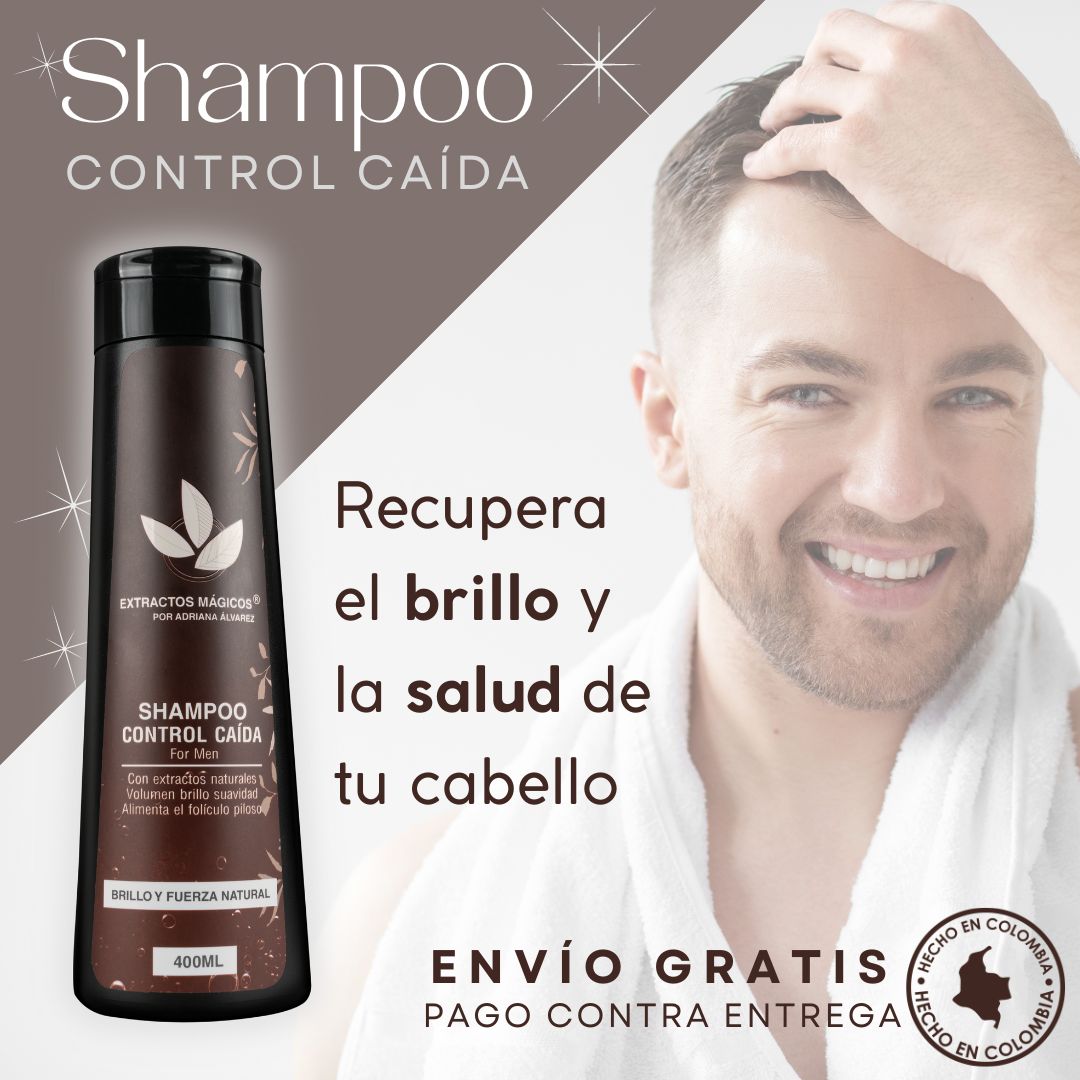 Shampoo
CONTROL CAÍDA
EXTRACTOS MÁGICOS®
POR ADRIANA ÁLVAREZ
SHAMPOO
CONTROL CAÍDA
For Men
Con extractos naturales
Volumen brillo suavidad
Alimenta el folículo piloso
BRILLO Y FUERZA NATURAL
400ML
Recupera
el brillo y
la salud de
tu cabello
ENVÍO GRATIS
PAGO CONTRA ENTREGA
• HECHO EN COLOMBIA •
HECHO EN COLOMBIA